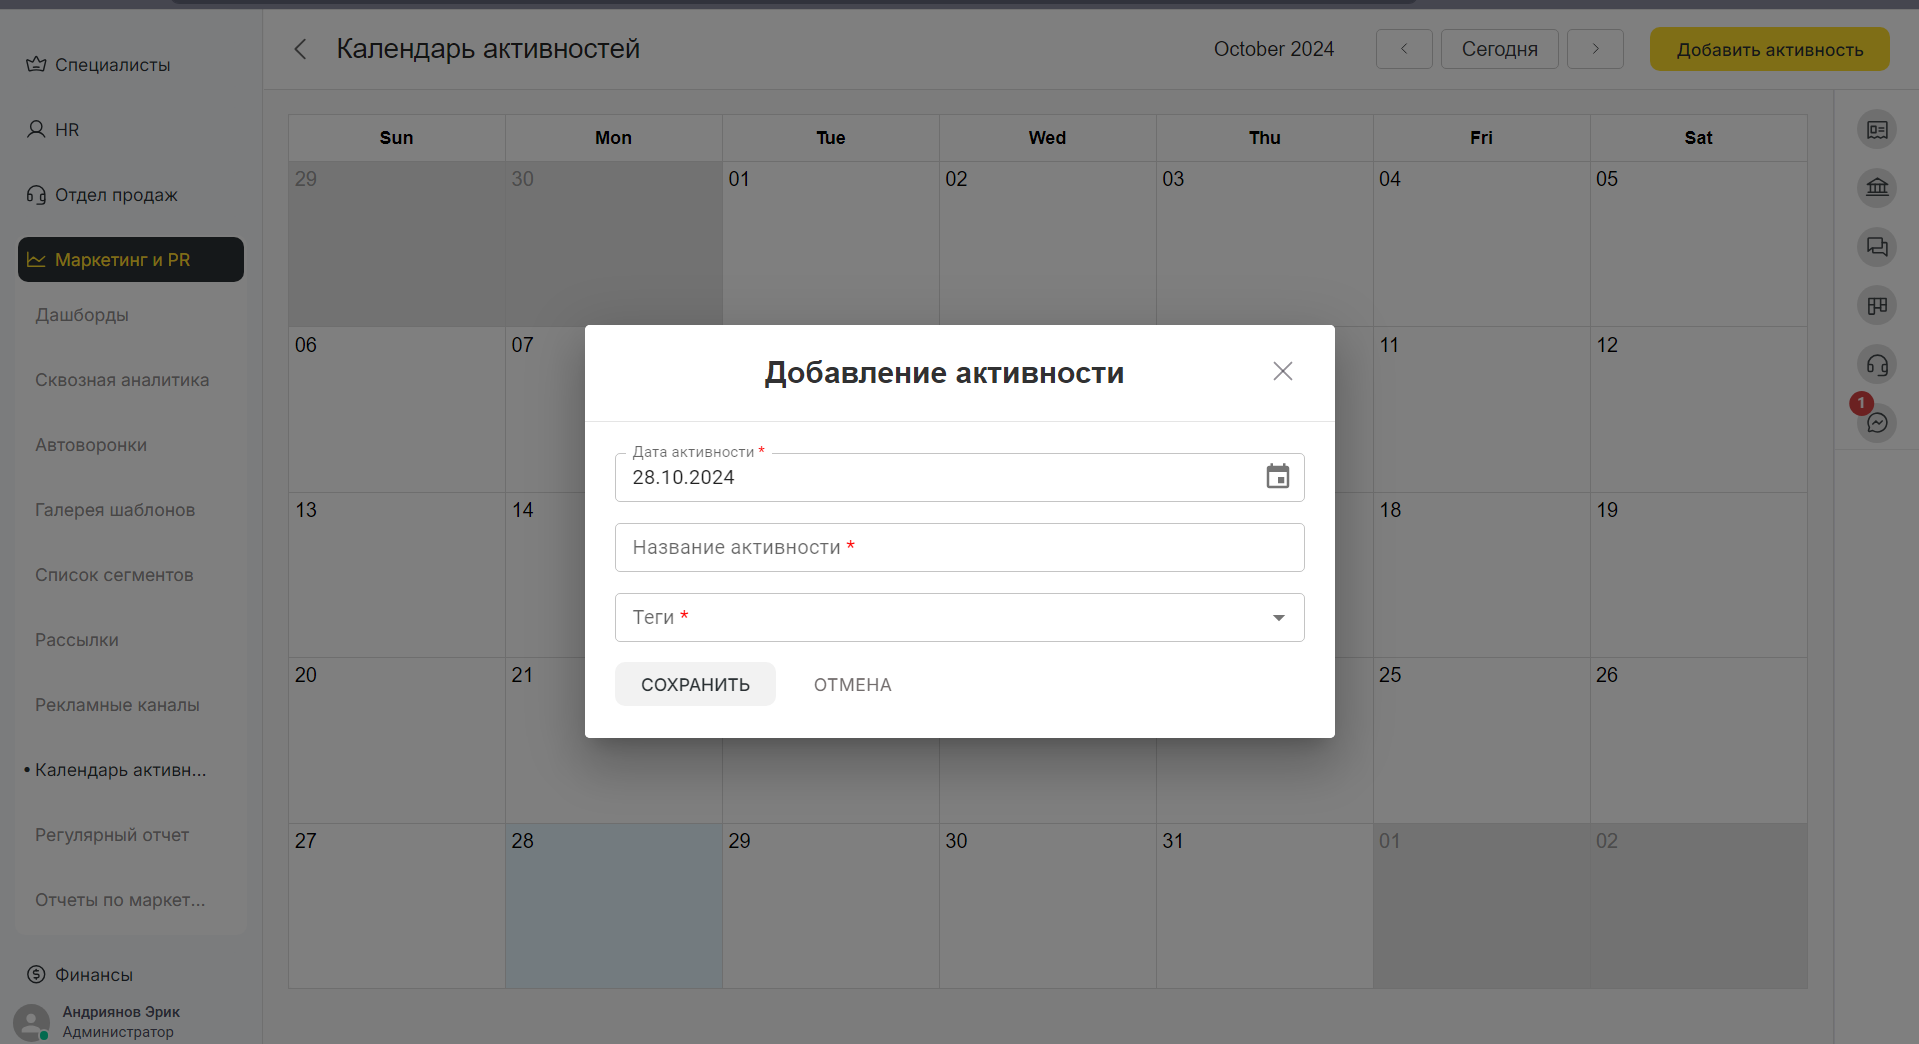 Специалисты
HR
Отдел продаж
Маркетинг и PR
Дашборды
Сквозная аналитика
Автоворонки
Галерея шаблонов
Список сегментов
Рассылки
Рекламные каналы
• Календарь активн...
Регулярный отчет
Отчеты по маркет...
Финансы
Андриянов Эрик
Администратор
Календарь активностей
October 2024
Сегодня
Добавить активность
Sun Mon Tue Wed Thu Fri Sat
29 30 01 02 03 04 05
06 07 11 12
13 14 18 19
20 21 25 26
27 28 29 30 31 01 02
Добавление активности
Дата активности *
28.10.2024
Название активности *
Теги *
СОХРАНИТЬ ОТМЕНА
1